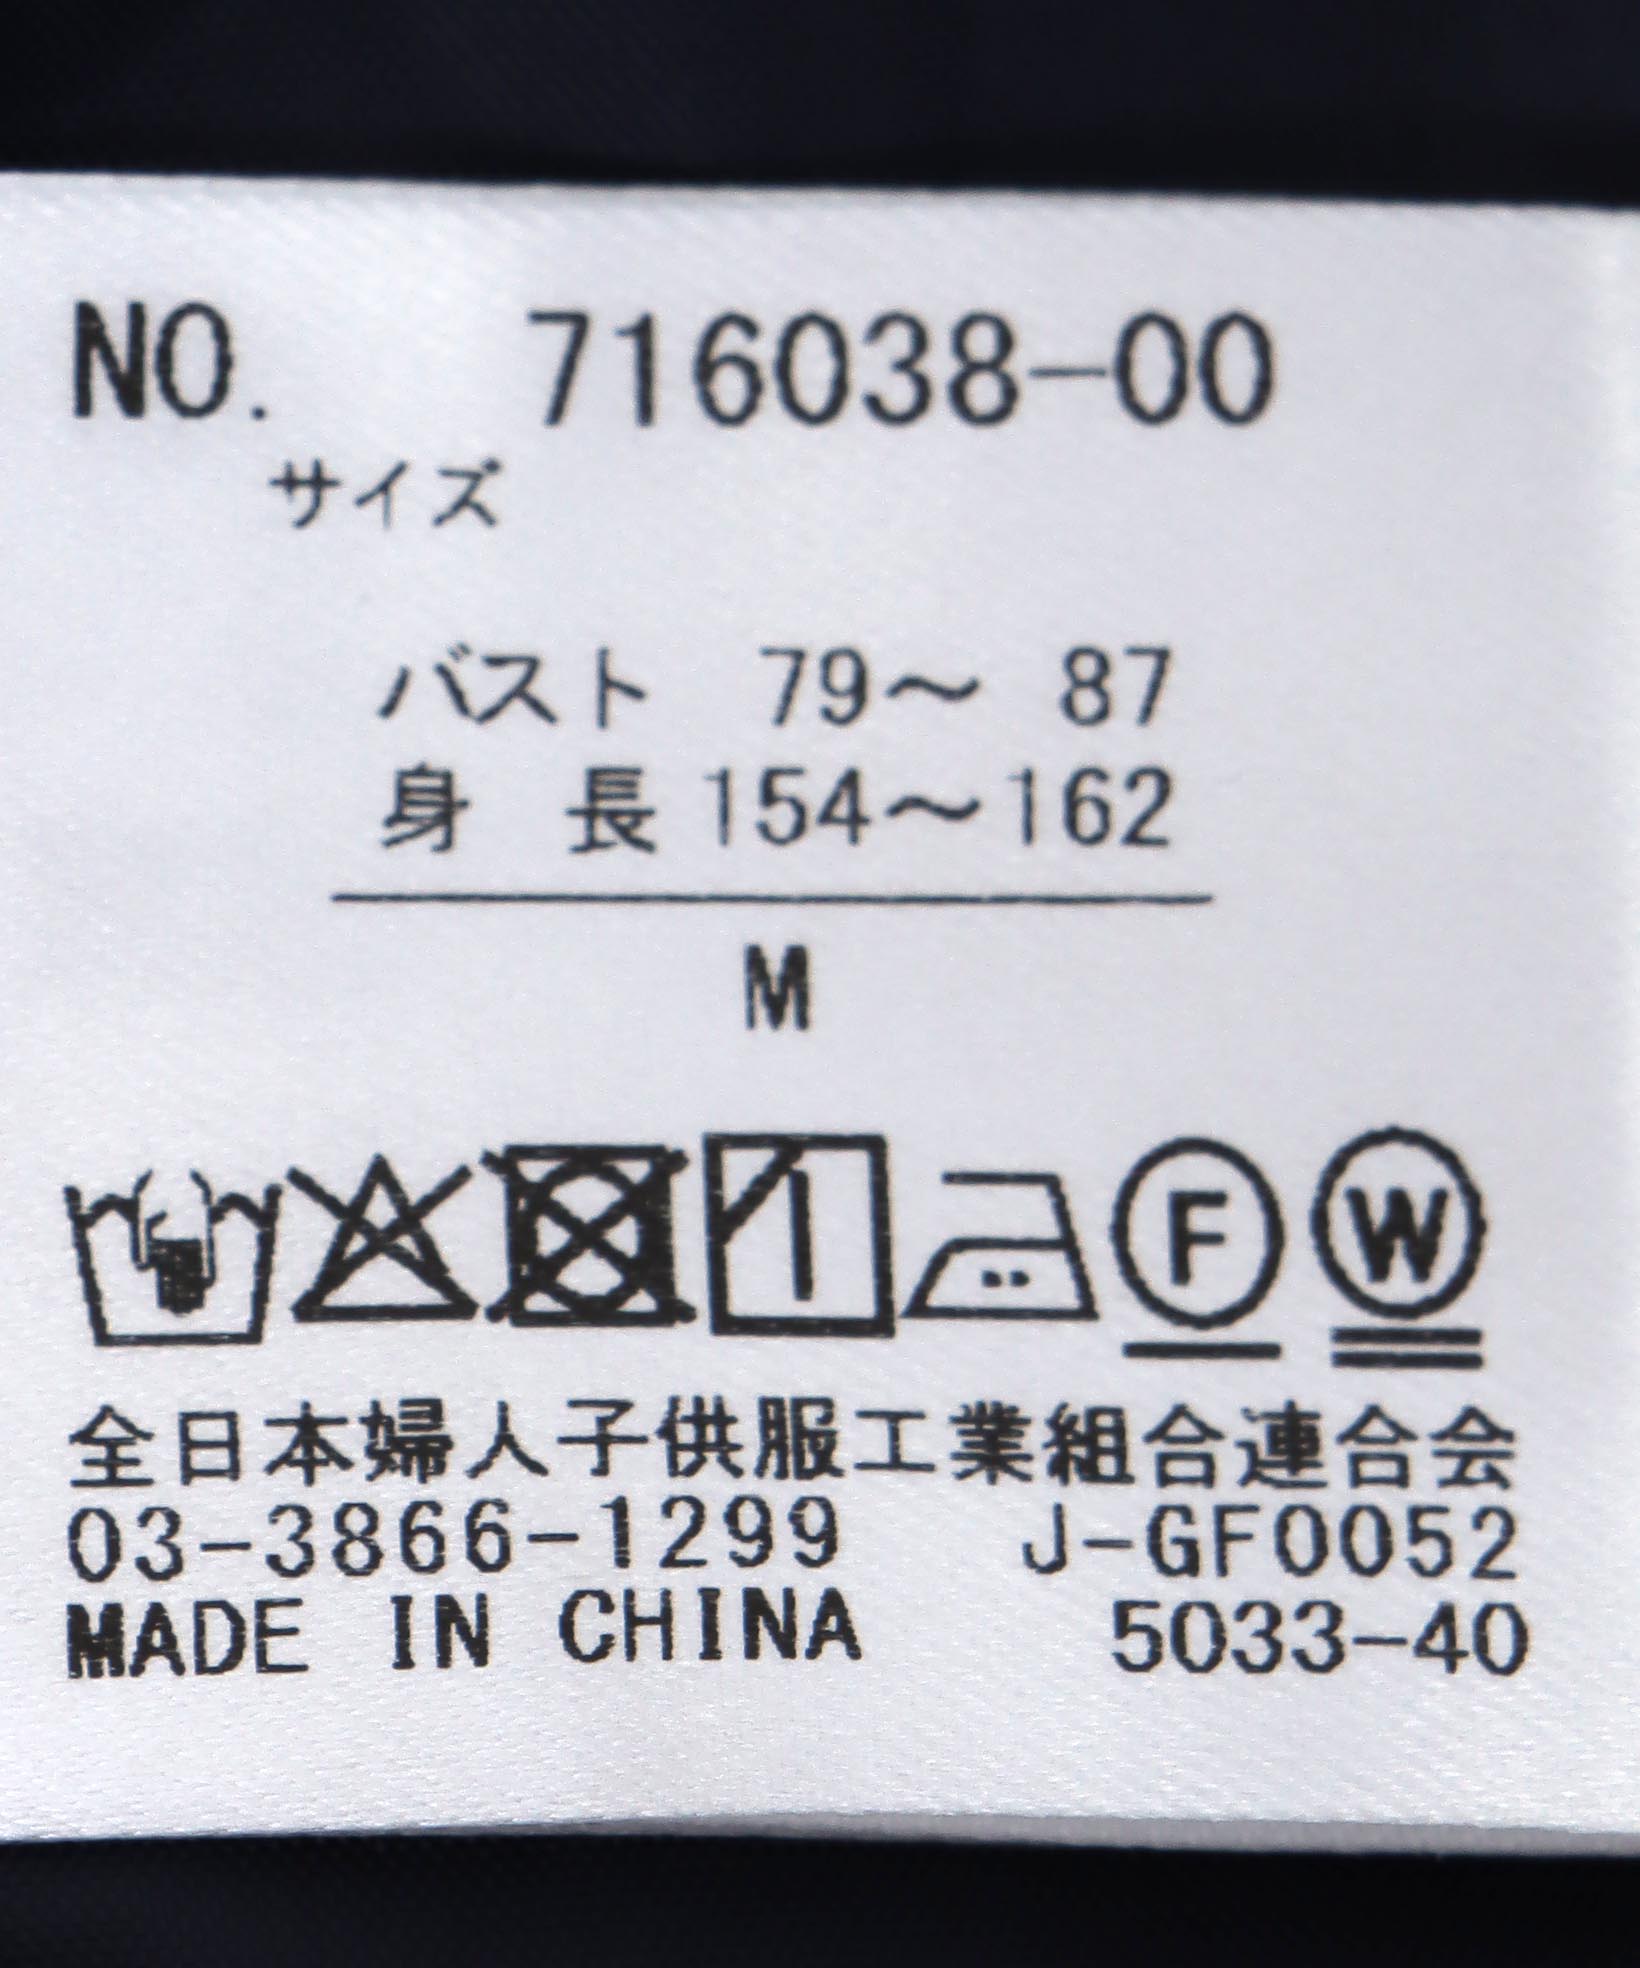 NO. 716038-00
サイズ
バスト 79～ 87
身 長 154～162
M
F W
全日本婦人子供服工業組合連合会
03-3866-1299 J-GF0052
MADE IN CHINA 5033-40